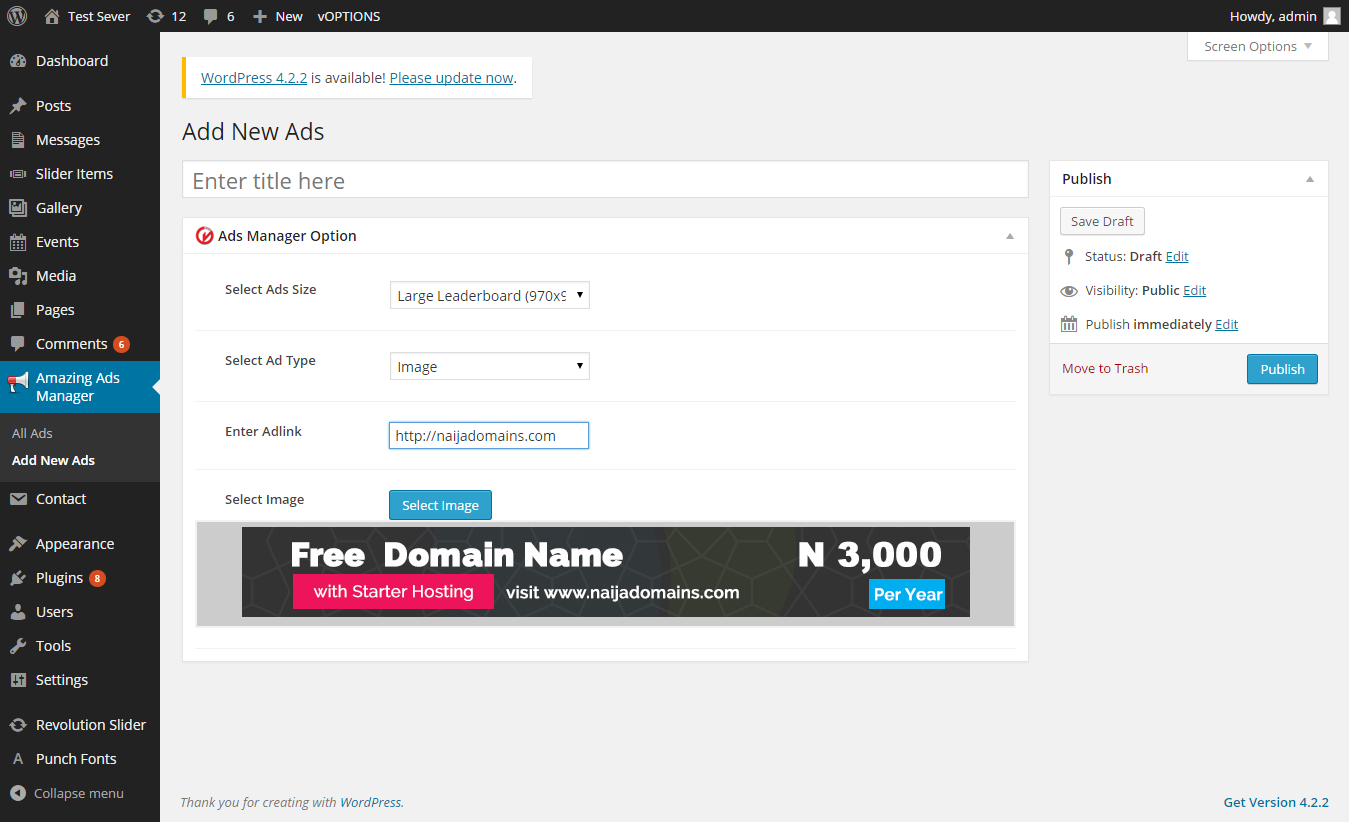 Test Sever 12 6 New vOPTIONS Howdy, admin
Screen Options
Dashboard
Posts
Messages
Slider Items
Gallery
Events
Media
Pages
Comments 6
Amazing Ads
Manager
All Ads
Add New Ads
Contact
Appearance
Plugins 8
Users
Tools
Settings
Revolution Slider
Punch Fonts
Collapse menu
WordPress 4.2.2 is available! Please update now.
Add New Ads
Enter title here
Ads Manager Option
Select Ads Size Large Leaderboard (970x9
Select Ad Type Image
Enter Adlink http://naijadomains.com
Select Image Select Image
Free Domain Name N 3,000
with Starter Hosting visit www.naijadomains.com Per Year
Publish
Save Draft
Status: Draft Edit
Visibility: Public Edit
Publish immediately Edit
Move to Trash Publish
Thank you for creating with WordPress. Get Version 4.2.2